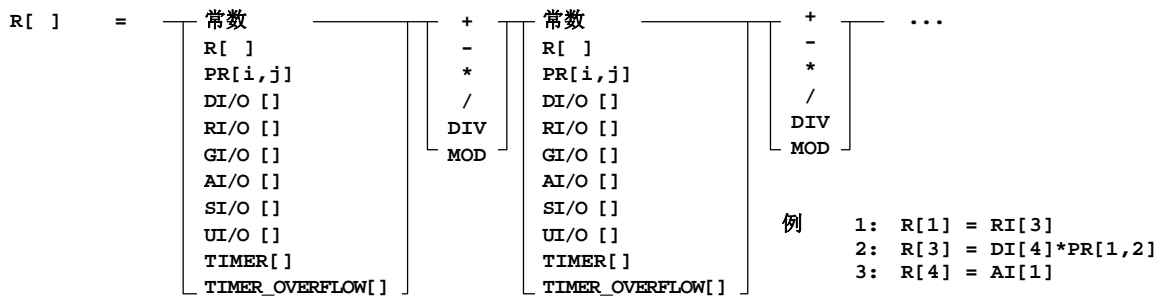 R[ ] = 常数 + 常数 + ...
R[ ] - R[ ] -
PR[i,j] * PR[i,j] *
DI/O [] / DI/O [] /
RI/O [] DIV RI/O [] DIV
GI/O [] MOD GI/O [] MOD
AI/O [] AI/O []
SI/O [] SI/O []
UI/O [] UI/O []
TIMER[] TIMER[]
TIMER_OVERFLOW[] TIMER_OVERFLOW[]
例 1: R[1] = RI[3]
2: R[3] = DI[4]*PR[1,2]
3: R[4] = AI[1]